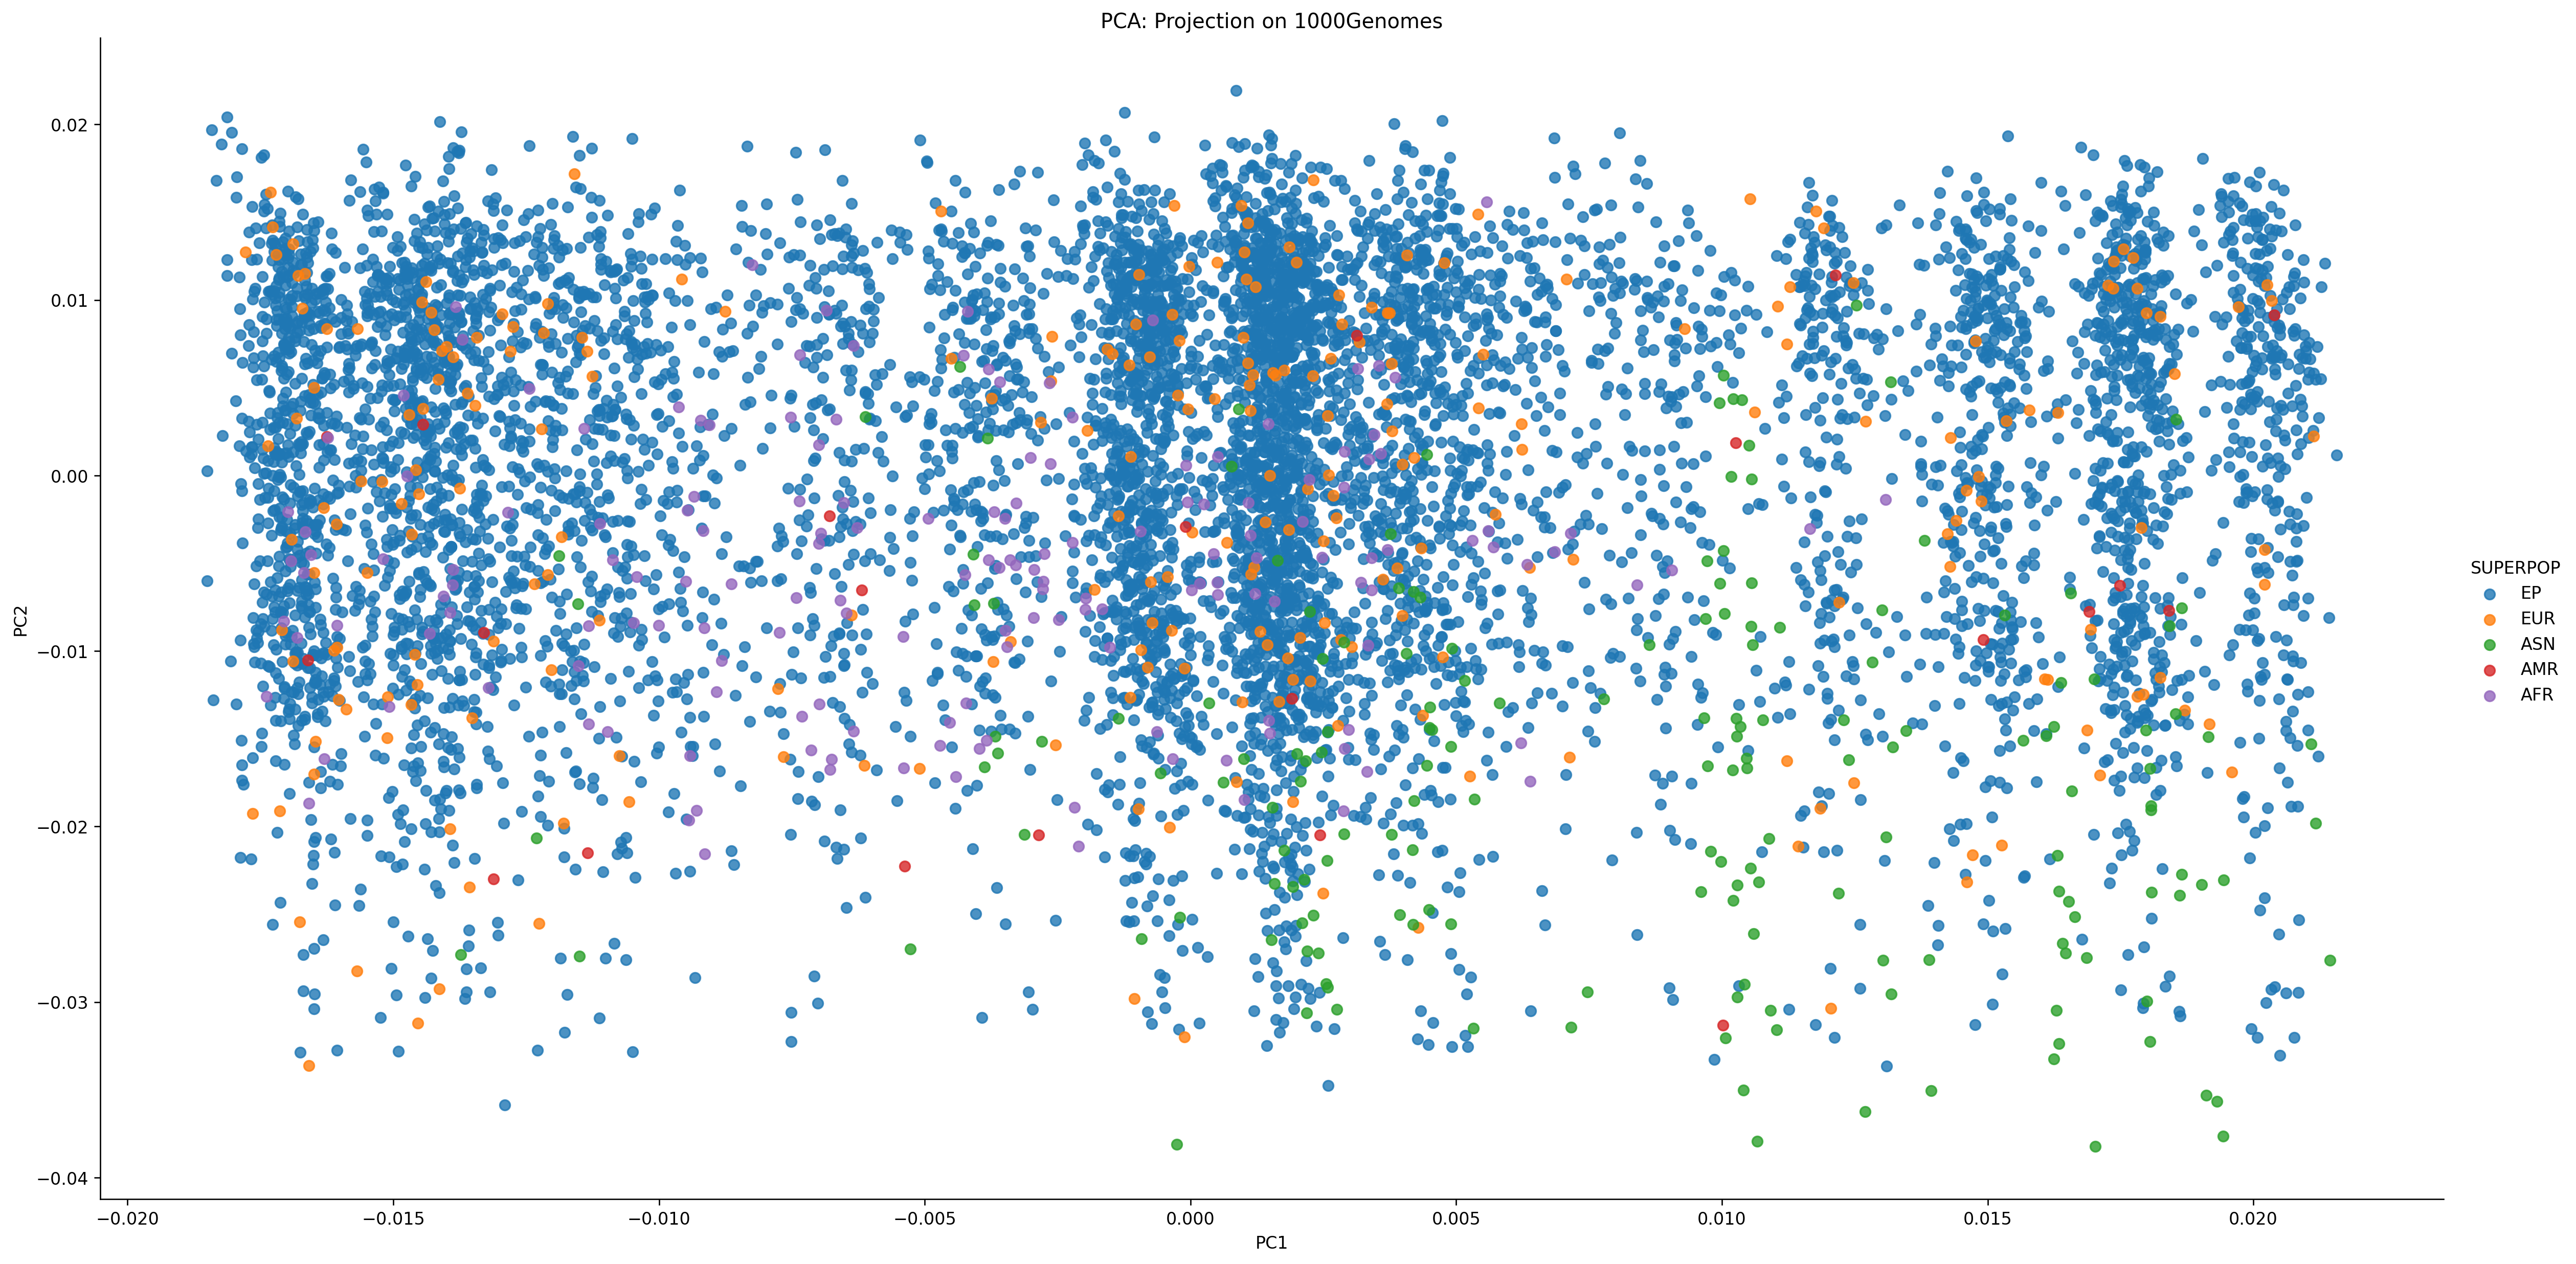 PCA: Projection on 1000Genomes
0.02
0.01
0.00
−0.01
−0.02
−0.03
−0.04
PC2
−0.020
−0.015
−0.010
−0.005
0.000
0.005
0.010
0.015
0.020
PC1
SUPERPOP
EP
EUR
ASN
AMR
AFR